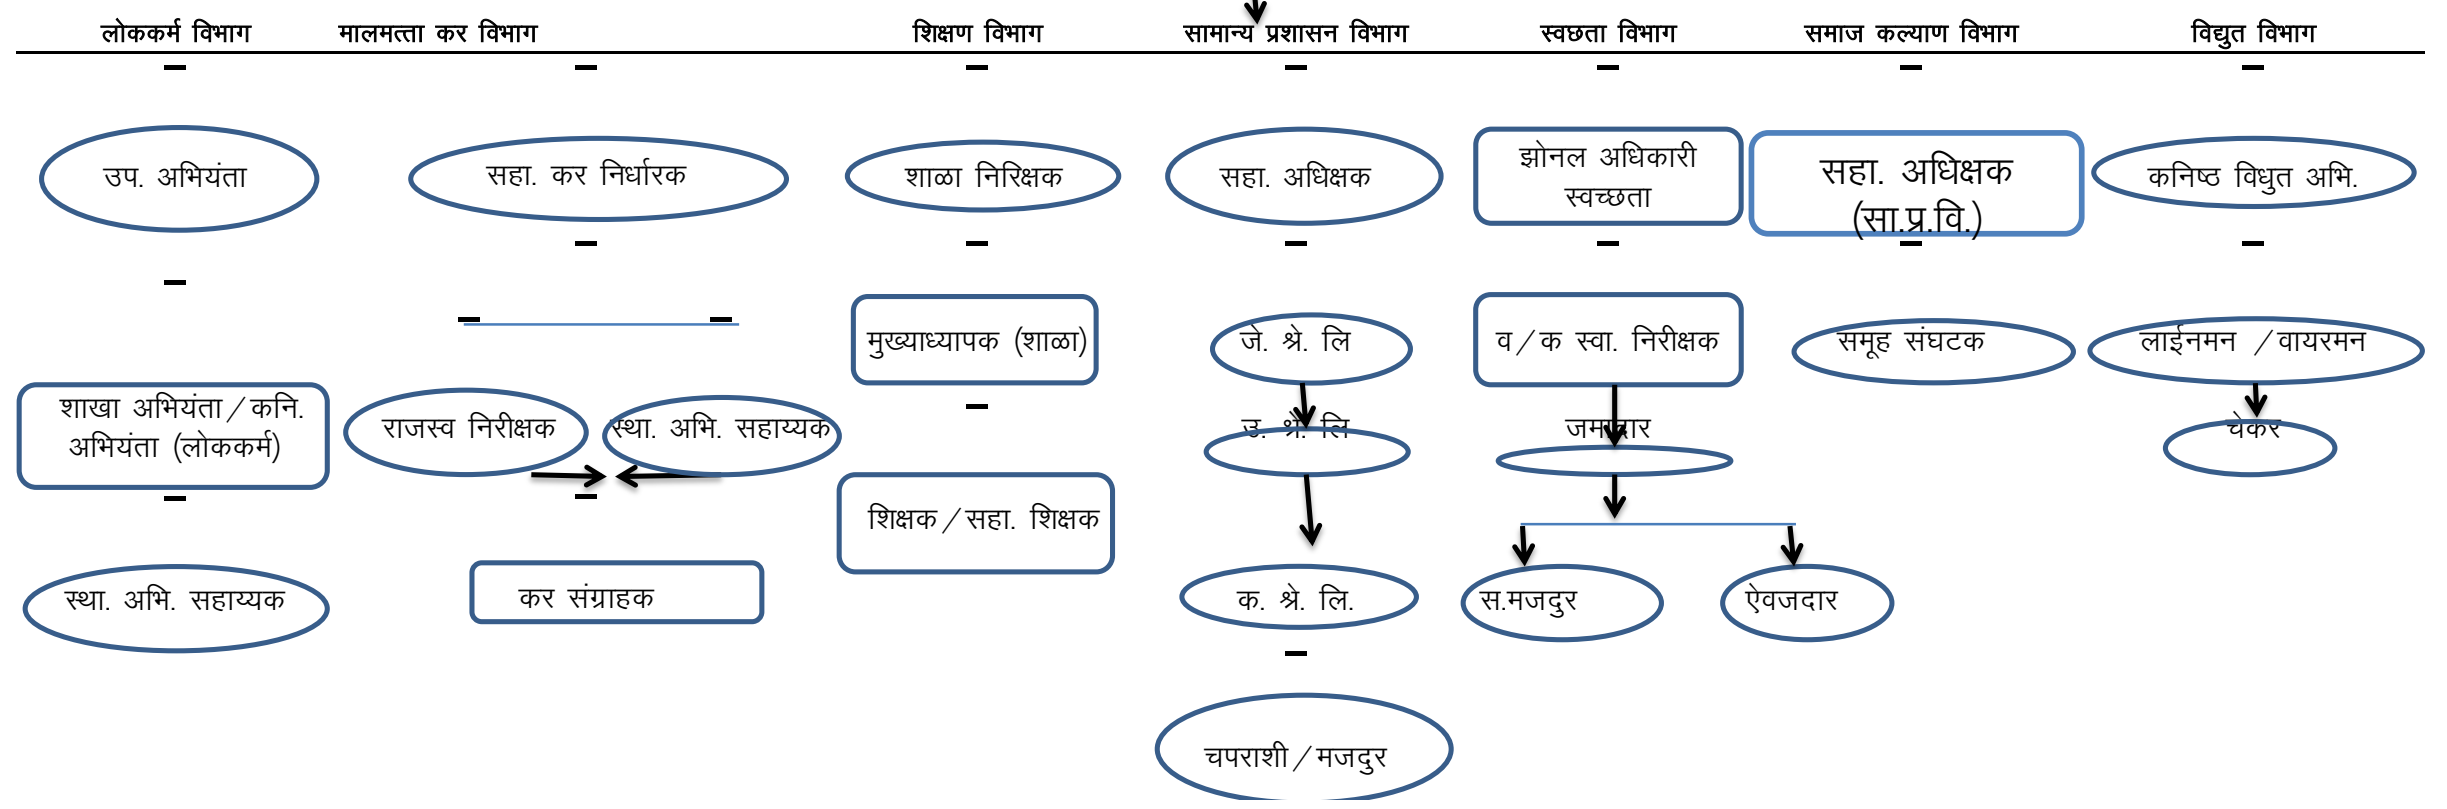 लोककर्म विभाग मालमत्ता कर विभाग शिक्षण विभाग सामान्य प्रशासन विभाग स्वछता विभाग समाज कल्याण विभाग विद्युत विभाग
उप. अभियंता
सहा. कर निर्धारक
शाळा निरिक्षक
सहा. अधिक्षक
झोनल अधिकारी
स्वच्छता
सहा. अधिक्षक
(सा.प्र.वि.)
कनिष्ठ विधुत अभि.
मुख्याध्यापक (शाळा)
जे. श्रे. लि
व/क स्वा. निरीक्षक
समूह संघटक
लाईनमन /वायरमन
शाखा अभियंता/कनि.
अभियंता (लोककर्म)
राजस्व निरीक्षक
स्था. अभि. सहाय्यक
उ. श्रे. लि
जमादार
चेकर
शिक्षक/सहा. शिक्षक
स्था. अभि. सहाय्यक
कर संग्राहक
क. श्रे. लि.
स.मजदुर
ऐवजदार
चपराशी/मजदुर